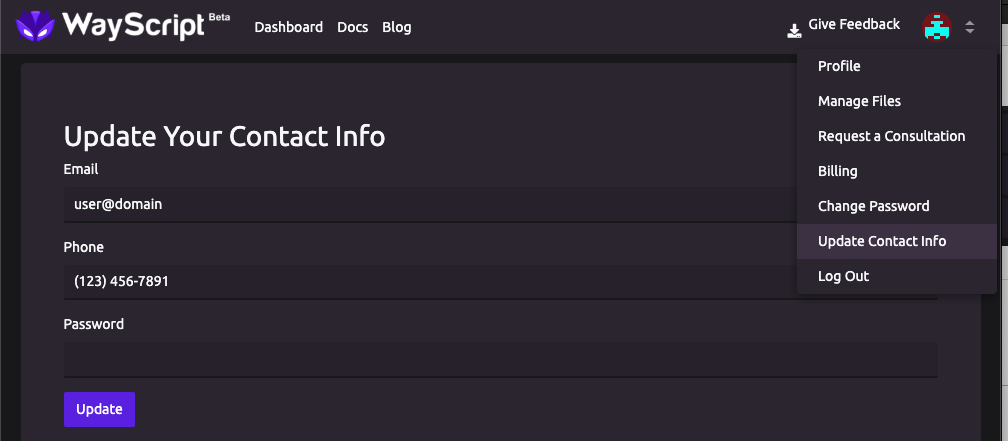 WayScript Beta Dashboard Docs Blog Give Feedback
Profile
Manage Files
Request a Consultation
Billing
Change Password
Update Contact Info
Log Out
Update Your Contact Info
Email
user@domain
Phone
(123) 456-7891
Password
Update